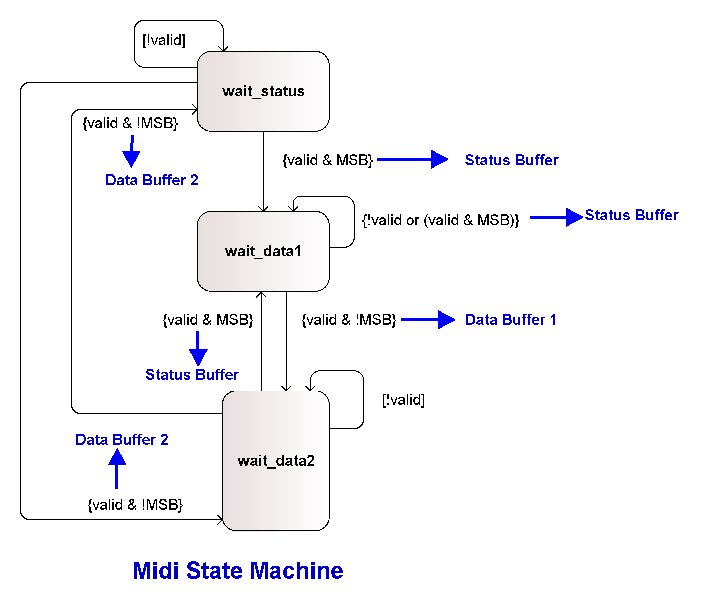 [!valid]
wait_status
{valid & !MSB}
Data Buffer 2
{valid & MSB}
Status Buffer
wait_data1
{!valid or (valid & MSB)}
Status Buffer
{valid & MSB}
Status Buffer
{valid & !MSB}
Data Buffer 1
[!valid]
Data Buffer 2
wait_data2
{valid & !MSB}
Midi State Machine